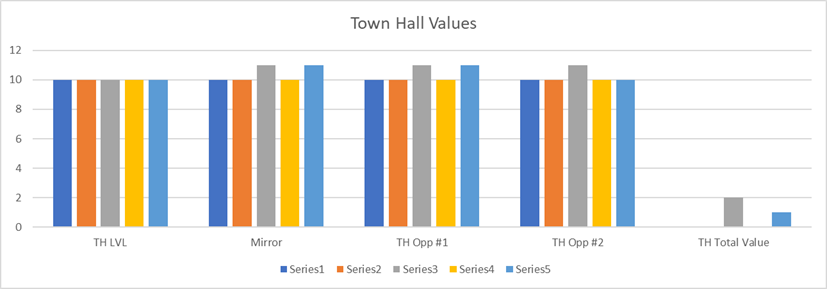 Town Hall Values
12
10
8
6
4
2
0
TH LVL Mirror TH Opp #1 TH Opp #2 TH Total Value
Series1 Series2 Series3 Series4 Series5